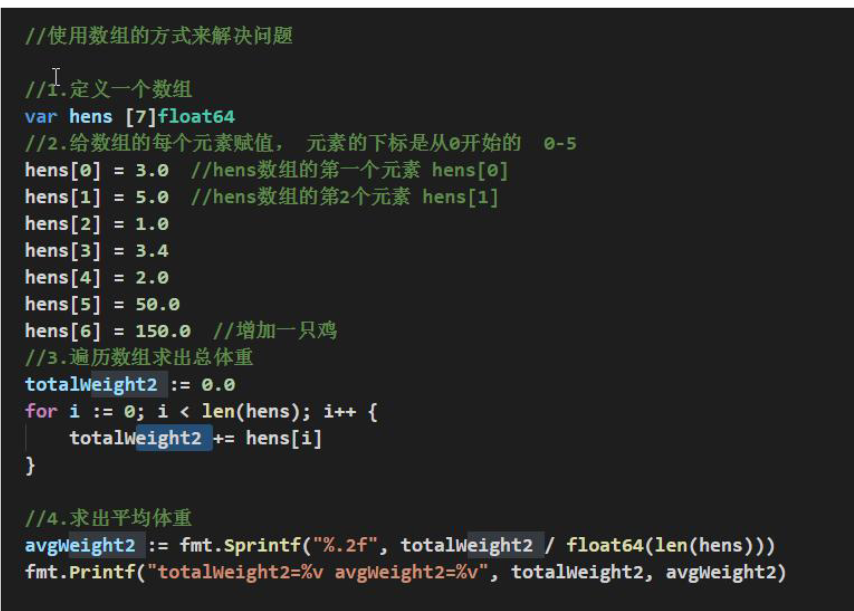 //使用数组的方式来解决问题
//1.定义一个数组
var hens [7]float64
//2.给数组的每个元素赋值， 元素的下标是从0开始的  0-5
hens[0] = 3.0  //hens数组的第一个元素 hens[0]
hens[1] = 5.0  //hens数组的第2个元素 hens[1]
hens[2] = 1.0
hens[3] = 3.4
hens[4] = 2.0
hens[5] = 50.0
hens[6] = 150.0  //增加一只鸡
//3.遍历数组求出总体重
totalWeight2 := 0.0
for i := 0; i < len(hens); i++ {
    totalWeight2 += hens[i]
}
//4.求出平均体重
avgWeight2 := fmt.Sprintf("%.2f", totalWeight2 / float64(len(hens)))
fmt.Printf("totalWeight2=%v avgWeight2=%v", totalWeight2, avgWeight2)